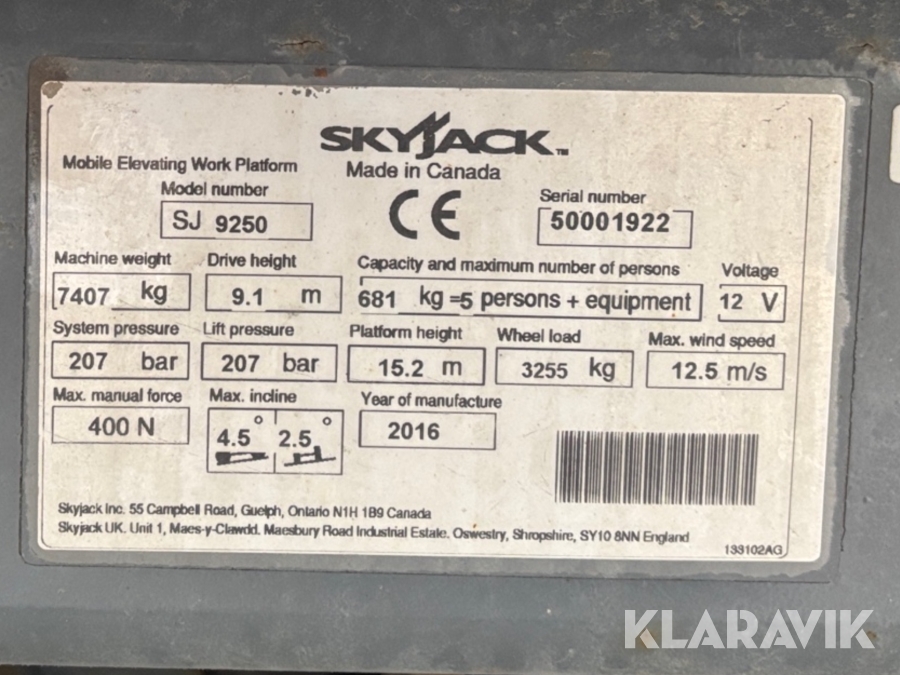 SKYJACK™
Mobile Elevating Work Platform
Made in Canada
Model number
SJ 9250
CE
Serial number
50001922
Machine weight
7407 kg
Drive height
9.1 m
Capacity and maximum number of persons
681 kg =5 persons + equipment
Voltage
12 V
System pressure
207 bar
Lift pressure
207 bar
Platform height
15.2 m
Wheel load
3255 kg
Max. wind speed
12.5 m/s
Max. manual force
400 N
Max. incline
4.5° 2.5°
Year of manufacture
2016
Skyjack Inc. 55 Campbell Road, Guelph, Ontario N1H 1B9 Canada
Skyjack UK. Unit 1, Maes-y-Clawdd. Maesbury Road Industrial Estate. Oswestry, Shropshire, SY10 8NN England
133102AG
KLARAVIK